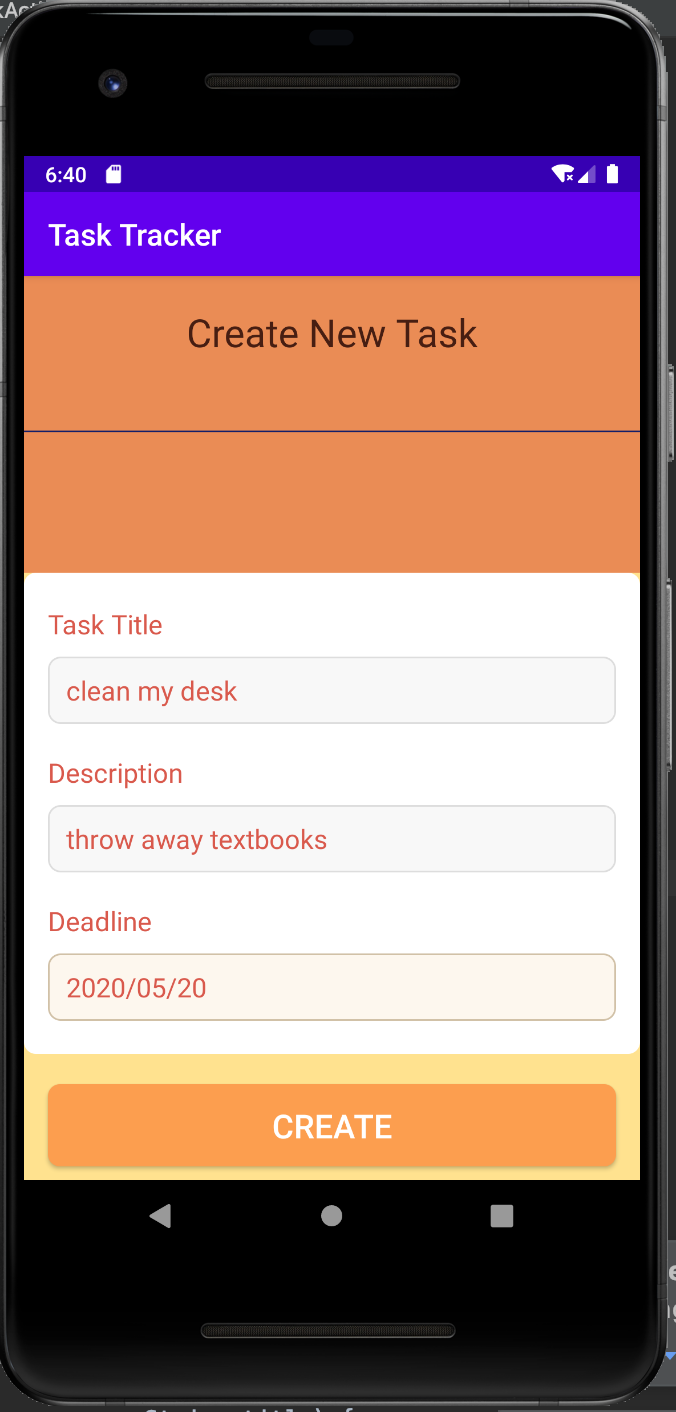 6:40
Task Tracker
Create New Task
Task Title
clean my desk
Description
throw away textbooks
Deadline
2020/05/20
CREATE